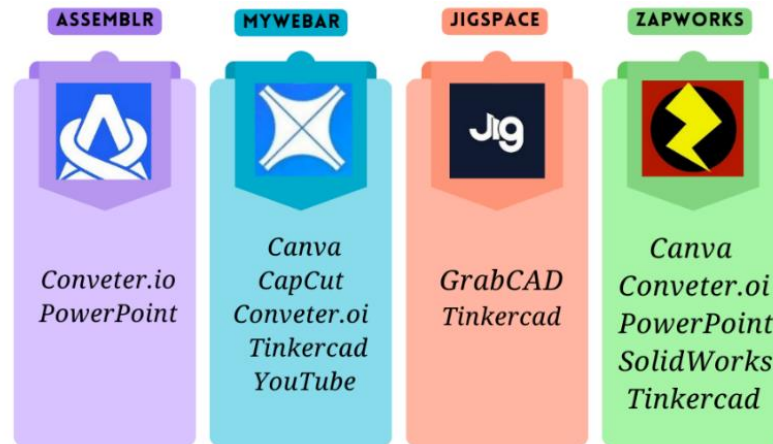 ASSEMBLR
Conveter.io
PowerPoint
MYWEBAR
Canva
CapCut
Conveter.oi
Tinkercad
YouTube
JIGSPACE
Jig
GrabCAD
Tinkercad
ZAPWORKS
Canva
Conveter.oi
PowerPoint
SolidWorks
Tinkercad